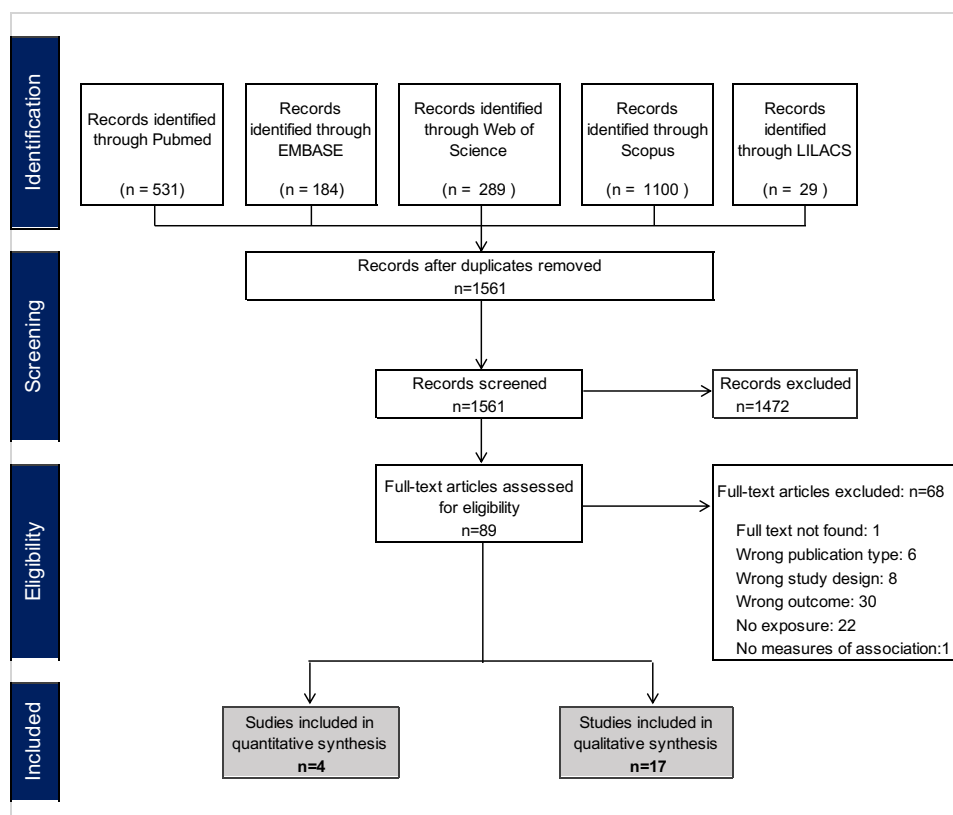 Identification
Records identified
through Pubmed
(n = 531)
Records
identified through
EMBASE
(n = 184)
Records identified
through Web of
Science
(n = 289 )
Records
identified through
Scopus
(n = 1100 )
Records
identified
through LILACS
(n = 29 )
Screening
Records after duplicates removed
n=1561
Records screened
n=1561
Records excluded
n=1472
Eligibility
Full-text articles assessed
for eligibility
n=89
Full-text articles excluded: n=68
Full text not found: 1
Wrong publication type: 6
Wrong study design: 8
Wrong outcome: 30
No exposure: 22
No measures of association:1
Included
Sudies included in
quantitative synthesis
n=4
Studies included in
qualitative synthesis
n=17